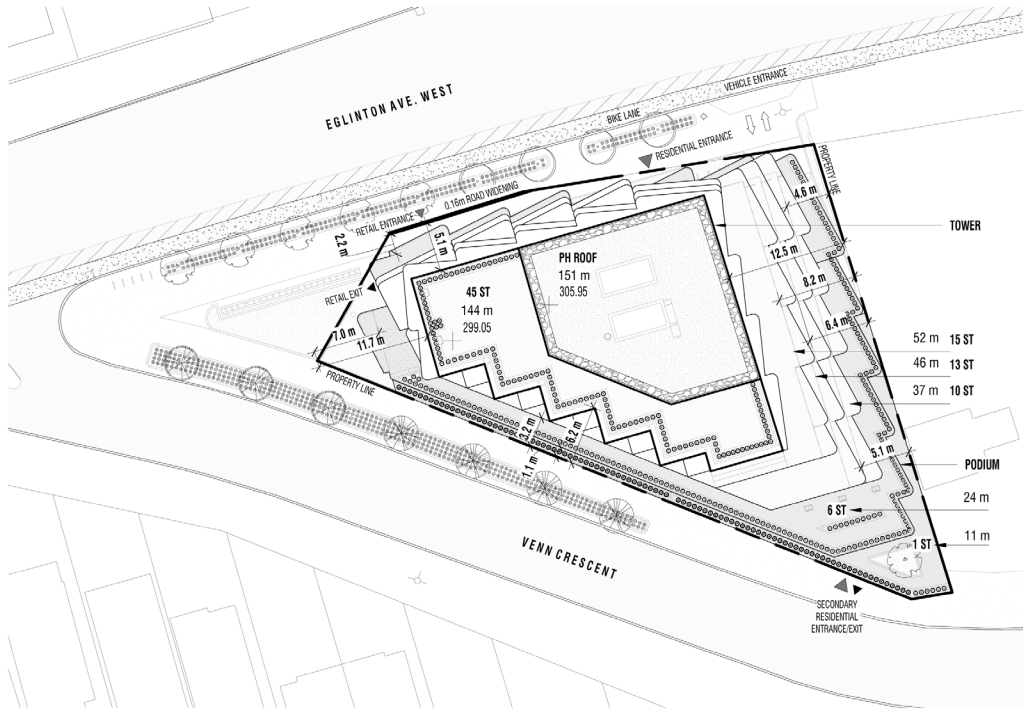 EGLINTON AVE. WEST
VEHICLE ENTRANCE
BIKE LANE
RESIDENTIAL ENTRANCE
PROPERTY LINE
0.16m ROAD WIDENING
RETAIL ENTRANCE
2.2 m
5.1 m
4.6 m
TOWER
PH ROOF
151 m
305.95
12.5 m
8.2 m
RETAIL EXIT
45 ST
144 m
299.05
7.0 m
11.7 m
6.4 m
52 m 15 ST
46 m 13 ST
37 m 10 ST
PROPERTY LINE
3.2 m
6.2 m
1.1 m
5.1 m
PODIUM
24 m
6 ST
11 m
1 ST
VENN CRESCENT
SECONDARY
RESIDENTIAL
ENTRANCE/EXIT